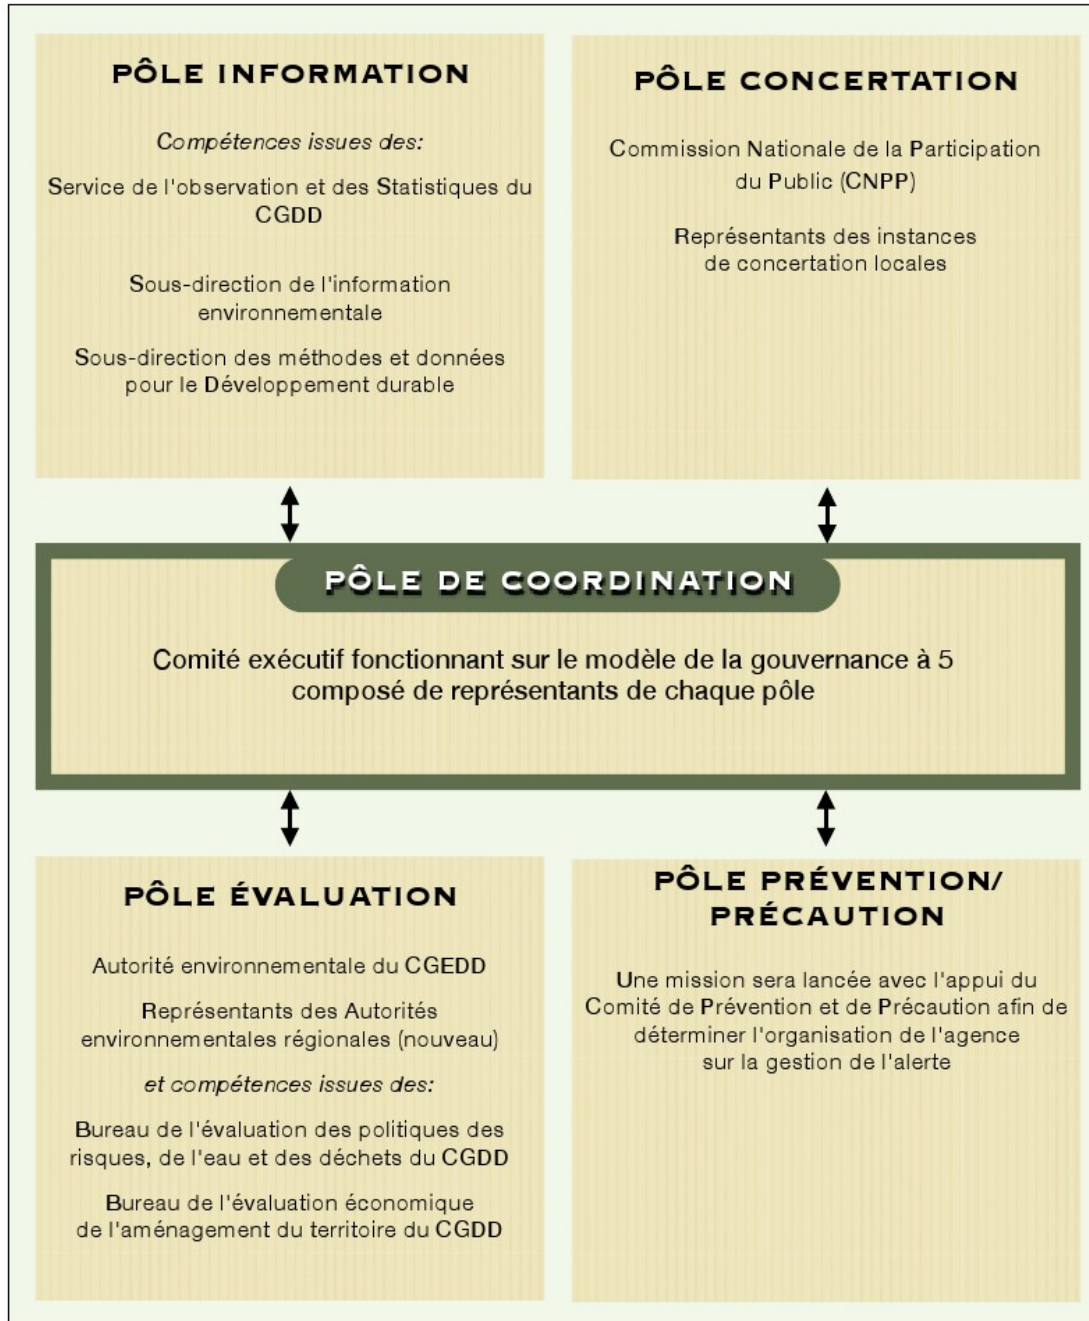 PÔLE INFORMATION
Compétences issues des:
Service de l'observation et des Statistiques du
CGDD
Sous-direction de l'information
environnementale
Sous-direction des méthodes et données
pour le Développement durable
PÔLE CONCERTATION
Commission Nationale de la Participation
du Public (CNPP)
Représentants des instances
de concertation locales
PÔLE DE COORDINATION
Comité exécutif fonctionnant sur le modèle de la gouvernance à 5
composé de représentants de chaque pôle
PÔLE ÉVALUATION
Autorité environnementale du CGEDD
Représentants des Autorités
environnementales régionales (nouveau)
et compétences issues des:
Bureau de l'évaluation des politiques des
risques, de l'eau et des déchets du CGDD
Bureau de l'évaluation économique
de l'aménagement du territoire du CGDD
PÔLE PRÉVENTION/
PRÉCAUTION
Une mission sera lancée avec l'appui du
Comité de Prévention et de Précaution afin de
déterminer l'organisation de l'agence
sur la gestion de l'alerte